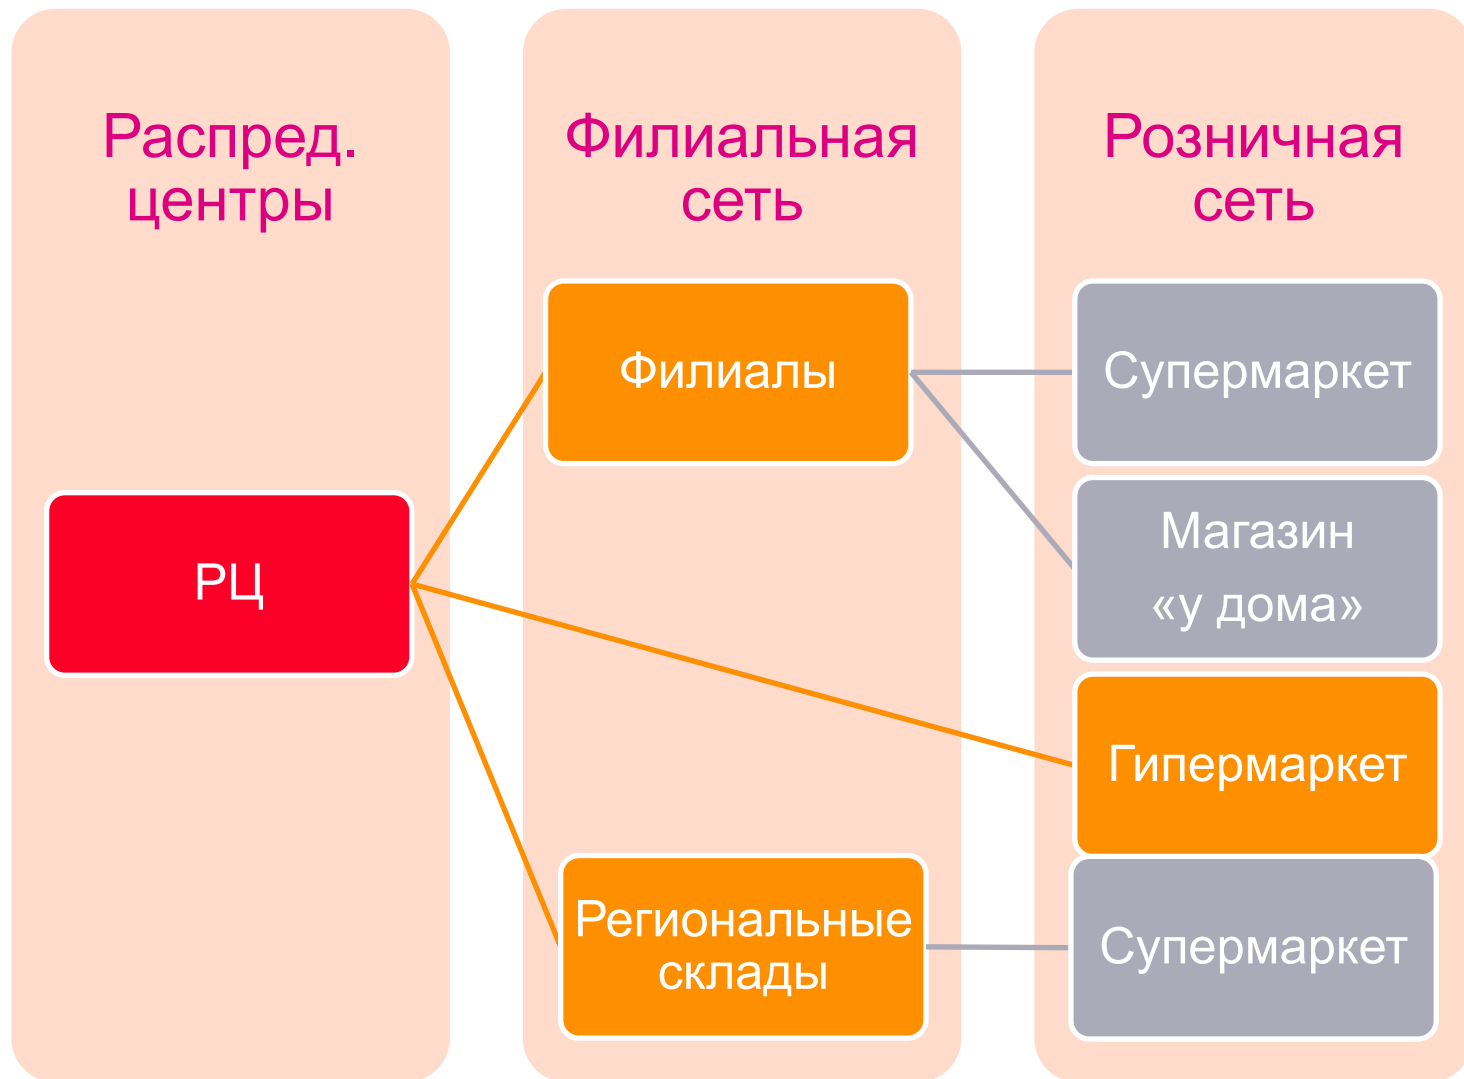 Распред.
центры
Филиальная
сеть
Розничная
сеть
РЦ
Филиалы
Региональные
склады
Супермаркет
Магазин
«у дома»
Гипермаркет
Супермаркет